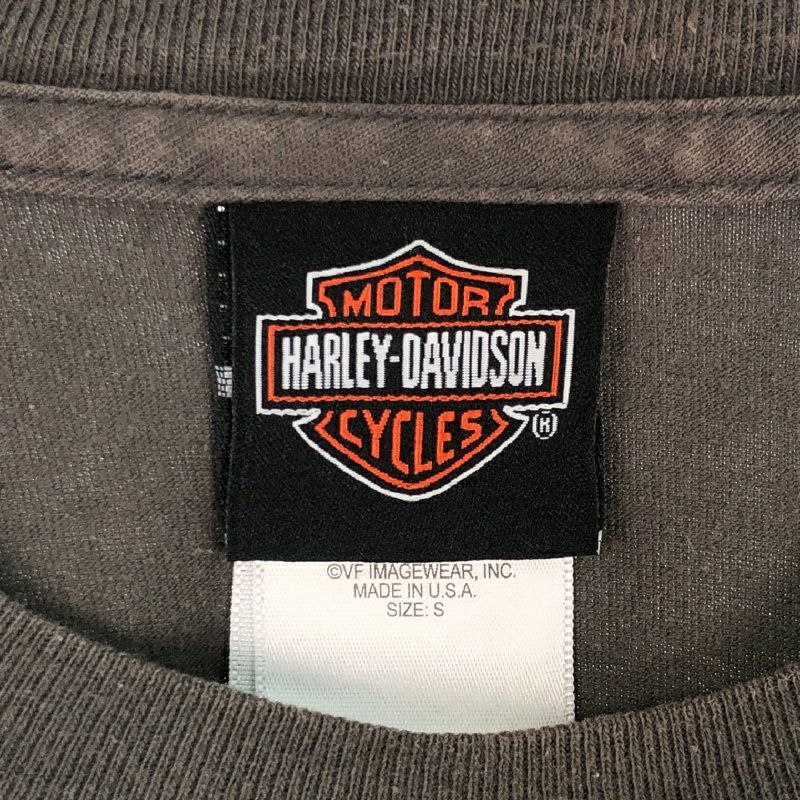 MOTOR
HARLEY-DAVIDSON
CYCLES
®
©VF IMAGEWEAR, INC.
MADE IN U.S.A.
SIZE: S